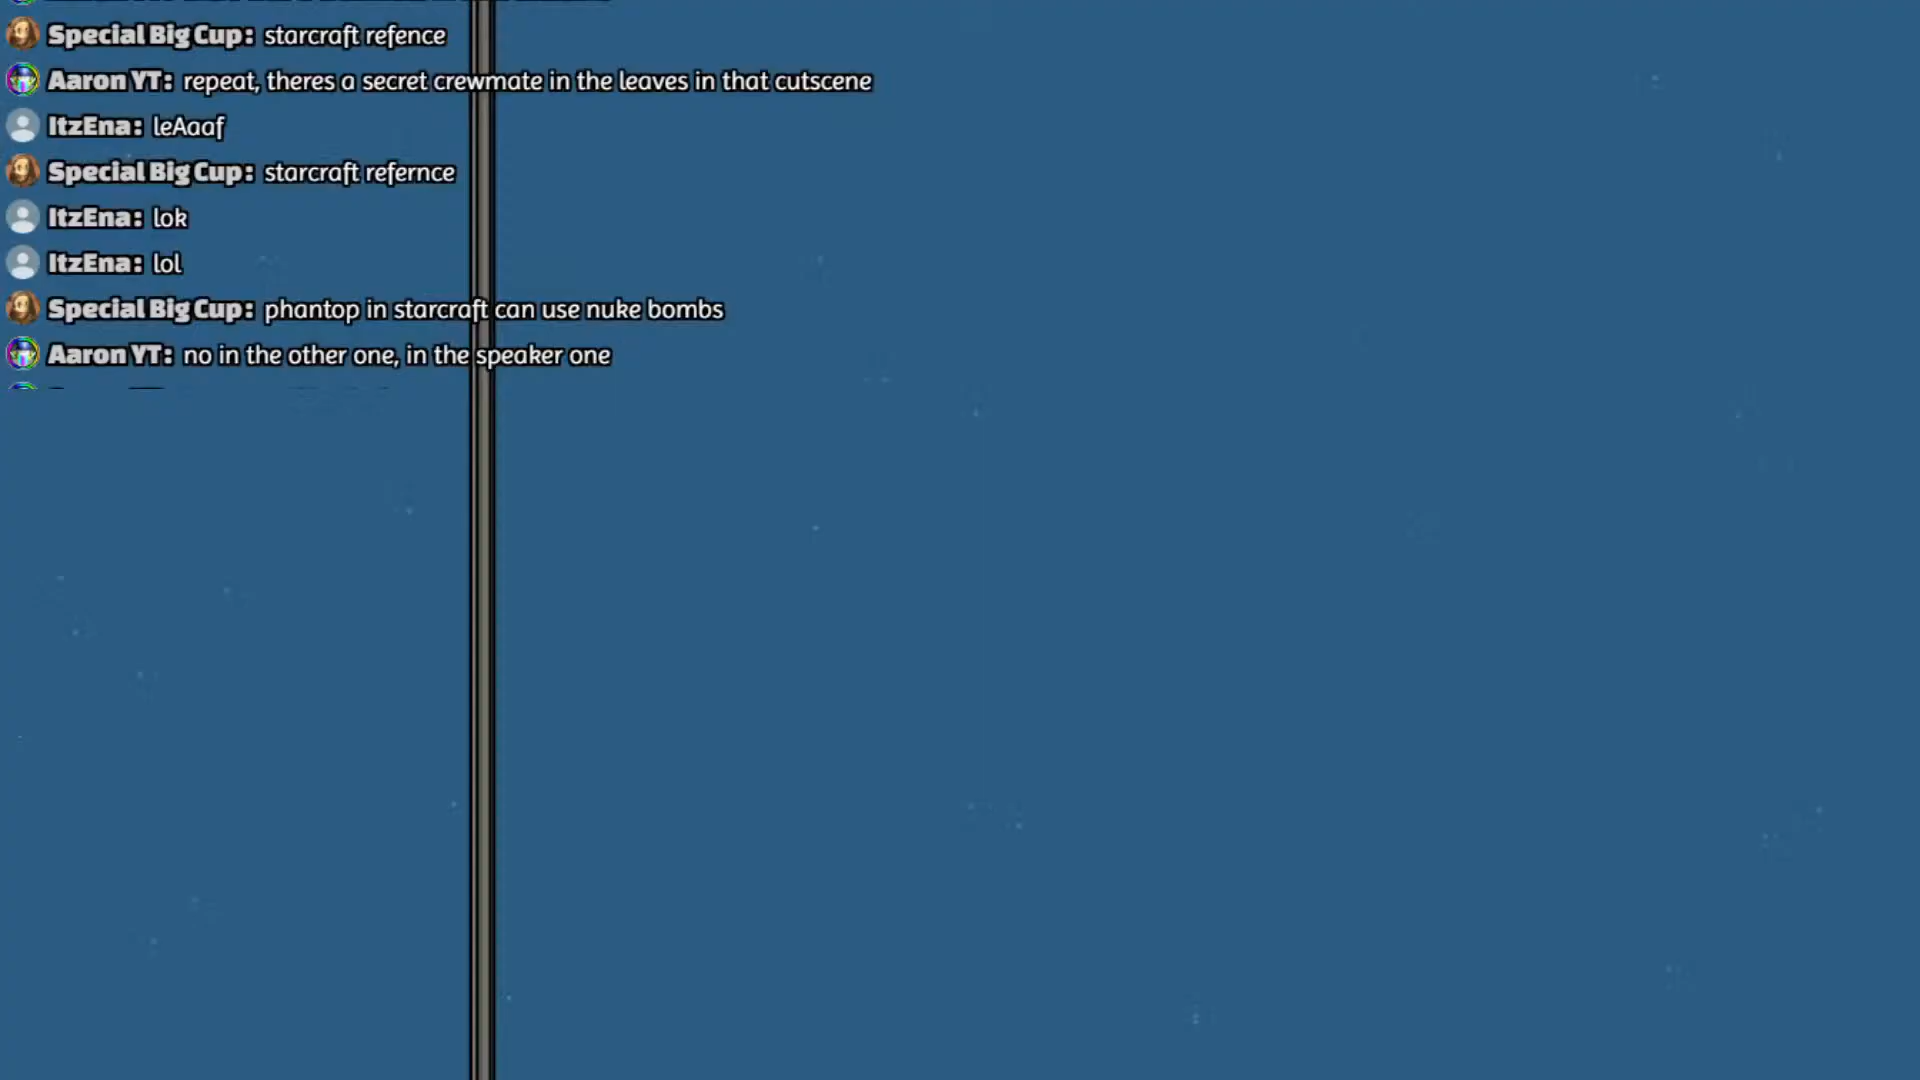 Special Big Cup: starcraft refence
Aaron YT: repeat, theres a secret crewmate in the leaves in that cutscene
ItzEna: leAaaf
Special Big Cup: starcraft refernce
ItzEna: lok
ItzEna: lol
Special Big Cup: phantop in starcraft can use nuke bombs
Aaron YT: no in the other one, in the speaker one